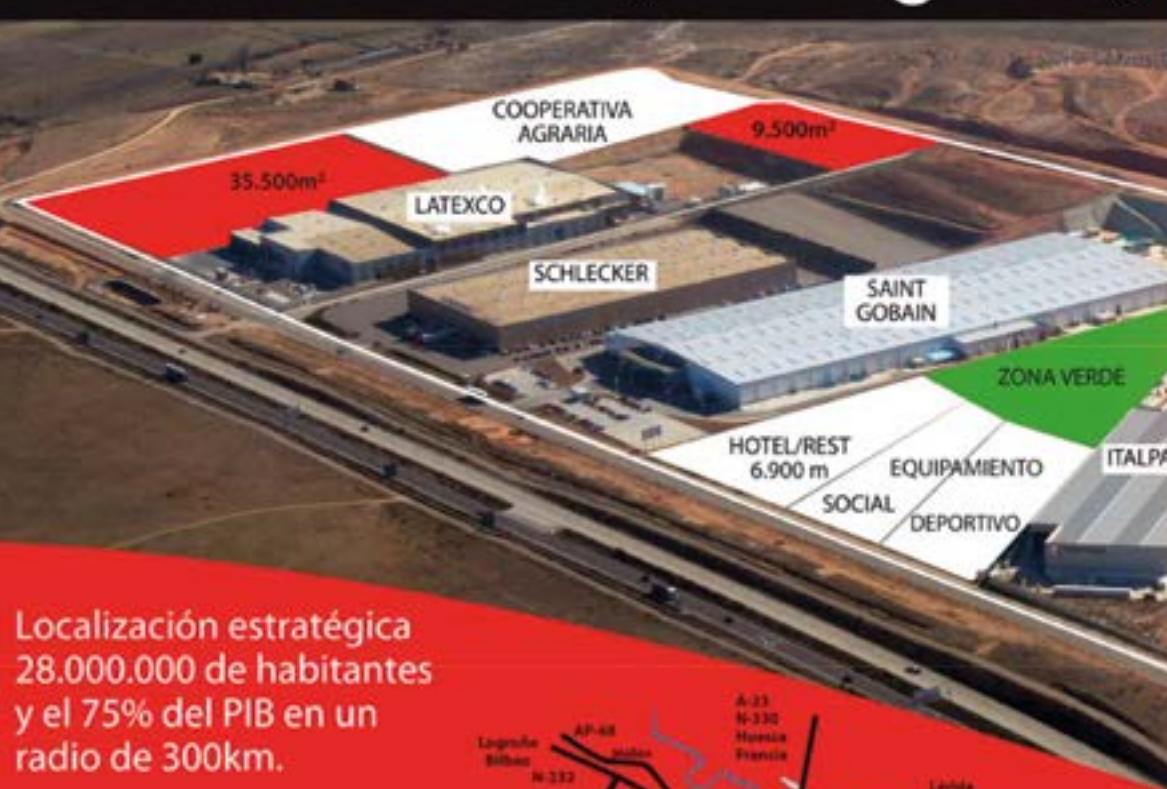 COOPERATIVA
AGRARIA
9.500m²
35.500m²
LATEXCO
SCHLECKER
SAINT
GOBAIN
ZONA VERDE
HOTEL/REST
6.900 m
EQUIPAMIENTO
ITALPA
SOCIAL
DEPORTIVO
Localización estratégica
28.000.000 de habitantes
y el 75% del PIB en un
radio de 300km.
A-23
N-330
Huesca
Francia
AP-68
Logroño
Bilbao
N-232